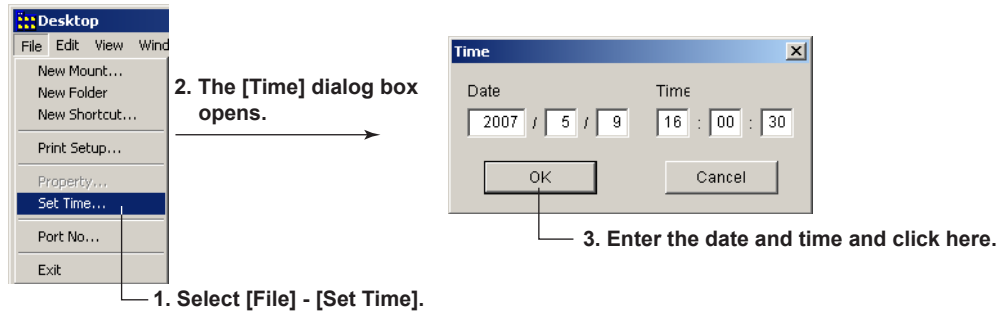 Desktop
File Edit View Wind
New Mount...
New Folder
New Shortcut...
Print Setup...
Property...
Set Time...
Port No...
Exit
1. Select [File] - [Set Time].
2. The [Time] dialog box
opens.
Time
Date Time
2007 / 5 / 9 16 : 00 : 30
OK Cancel
3. Enter the date and time and click here.